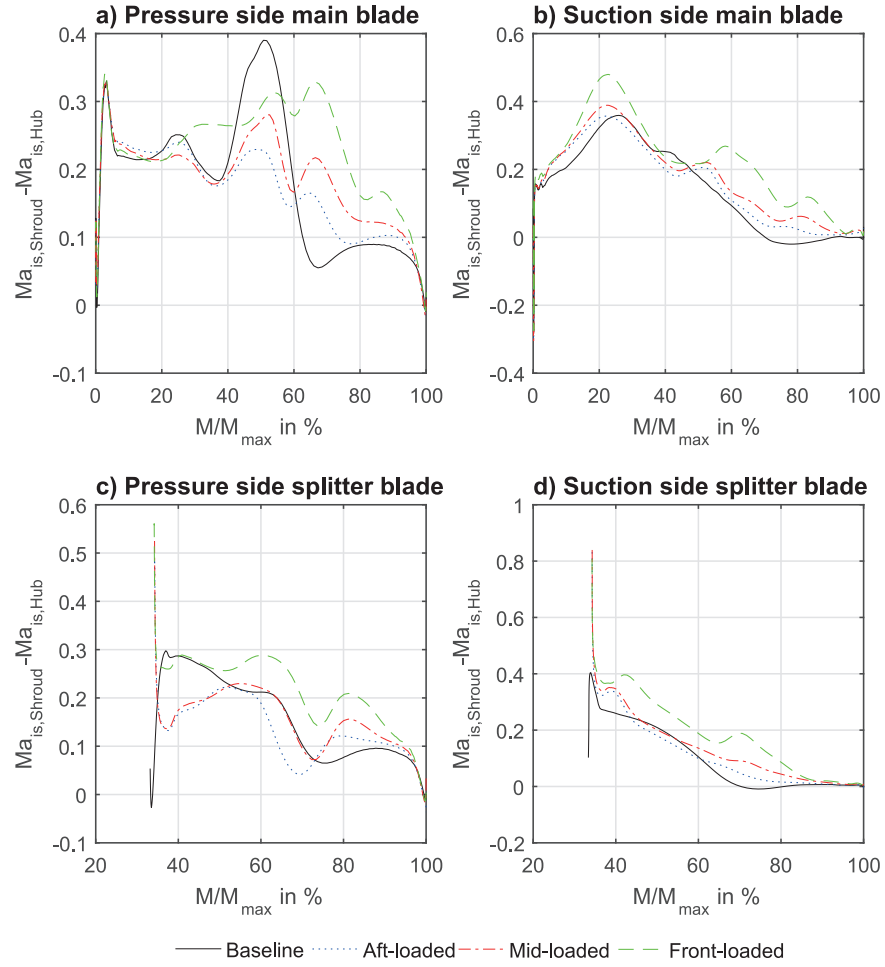 a) Pressure side main blade
0.4
0.3
0.2
0.1
0
-0.1
Ma_is,Shroud -Ma_is,Hub
0 20 40 60 80 100
M/M_max in %
b) Suction side main blade
0.6
0.4
0.2
0
-0.2
-0.4
Ma_is,Shroud -Ma_is,Hub
0 20 40 60 80 100
M/M_max in %
c) Pressure side splitter blade
0.6
0.5
0.4
0.3
0.2
0.1
0
-0.1
Ma_is,Shroud -Ma_is,Hub
20 40 60 80 100
M/M_max in %
d) Suction side splitter blade
1
0.8
0.6
0.4
0.2
0
-0.2
Ma_is,Shroud -Ma_is,Hub
20 40 60 80 100
M/M_max in %
Baseline Aft-loaded Mid-loaded Front-loaded